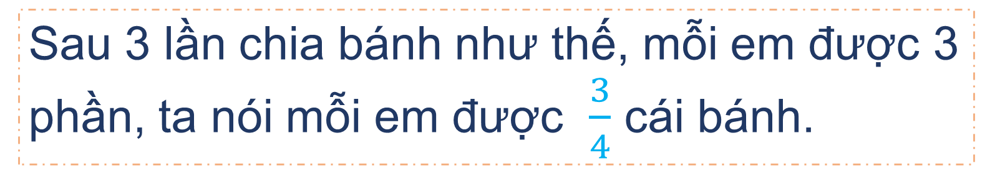 Sau 3 lần chia bánh như thế, mỗi em được 3
phần, ta nói mỗi em được $\frac{3}{4}$ cái bánh.